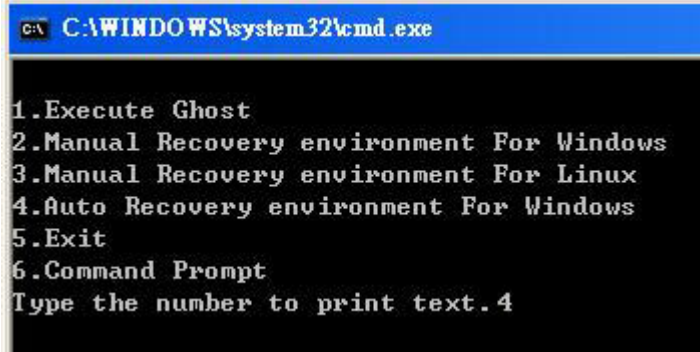 C:\WINDOWS\system32\cmd.exe
1.Execute Ghost
2.Manual Recovery environment For Windows
3.Manual Recovery environment For Linux
4.Auto Recovery environment For Windows
5.Exit
6.Command Prompt
Type the number to print text.4